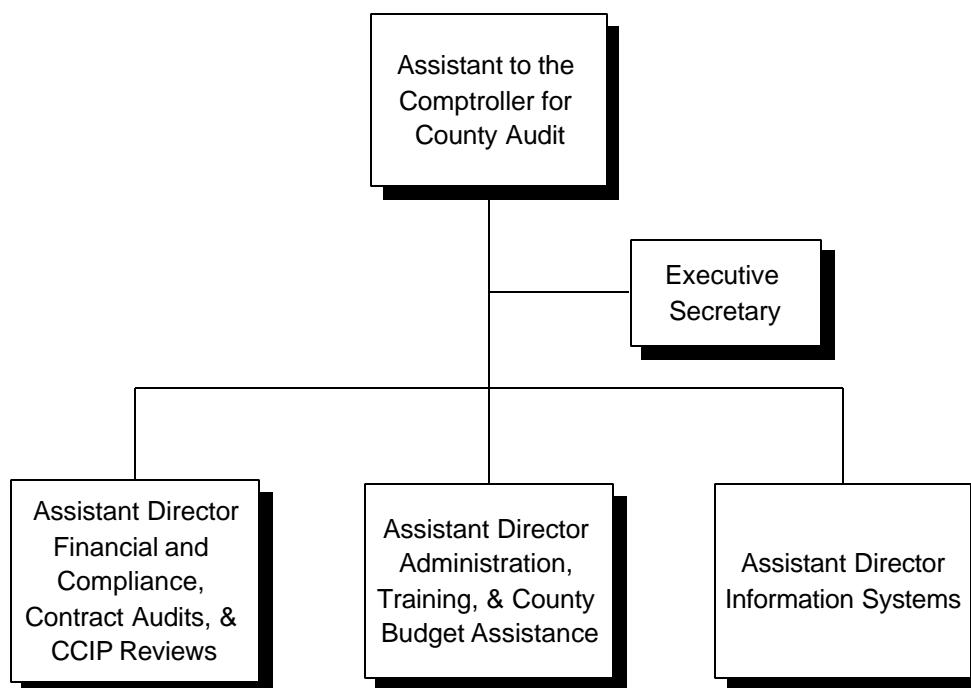 Assistant to the
Comptroller for
County Audit
Executive
Secretary
Assistant Director
Financial and
Compliance,
Contract Audits, &
CCIP Reviews
Assistant Director
Administration,
Training, & County
Budget Assistance
Assistant Director
Information Systems